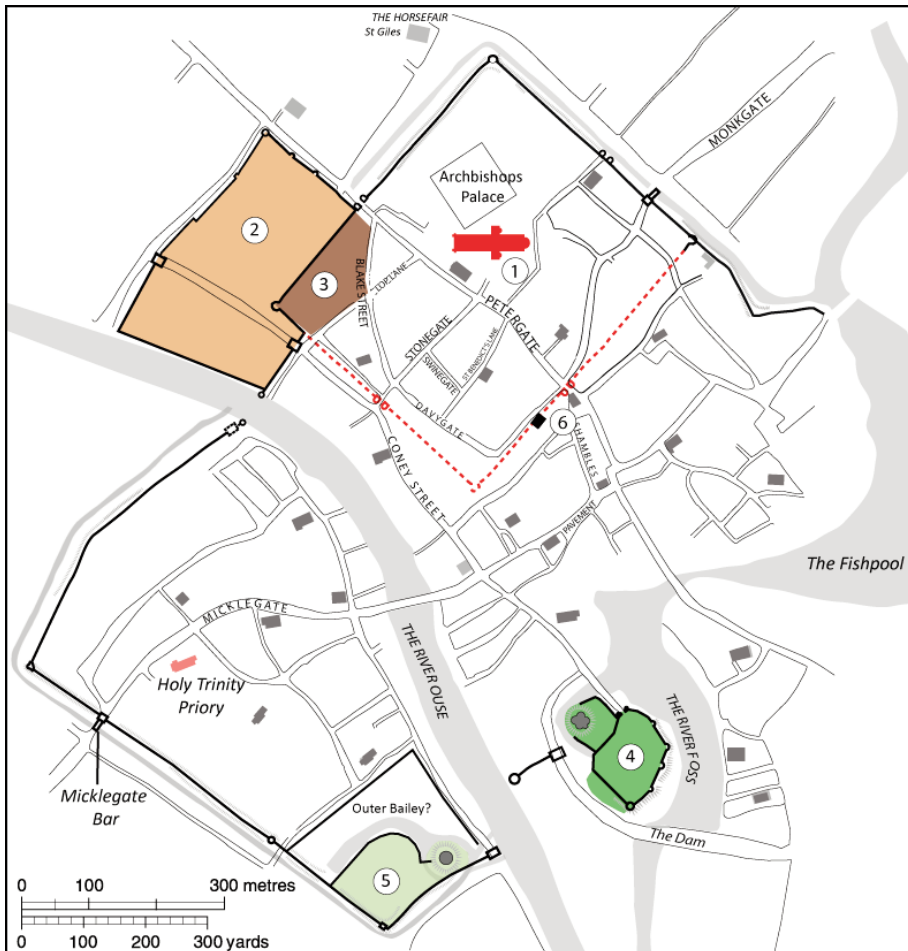 THE HORSEFAIR
St Giles
MONKGATE
Archbishops
Palace
2
1
3
BLAKE STREET
TOP LANE
PETERGATE
STONEGATE
SWINEGATE
ST BENEDICT'S LANE
DAVYGATE
6
SHAMBLES
CONEY STREET
PAVEMENT
The Fishpool
MICKLEGATE
THE RIVER OUSE
Holy Trinity
Priory
THE RIVER FOSS
4
Micklegate
Bar
Outer Bailey?
The Dam
5
0 100 300 metres
0 100 200 300 yards